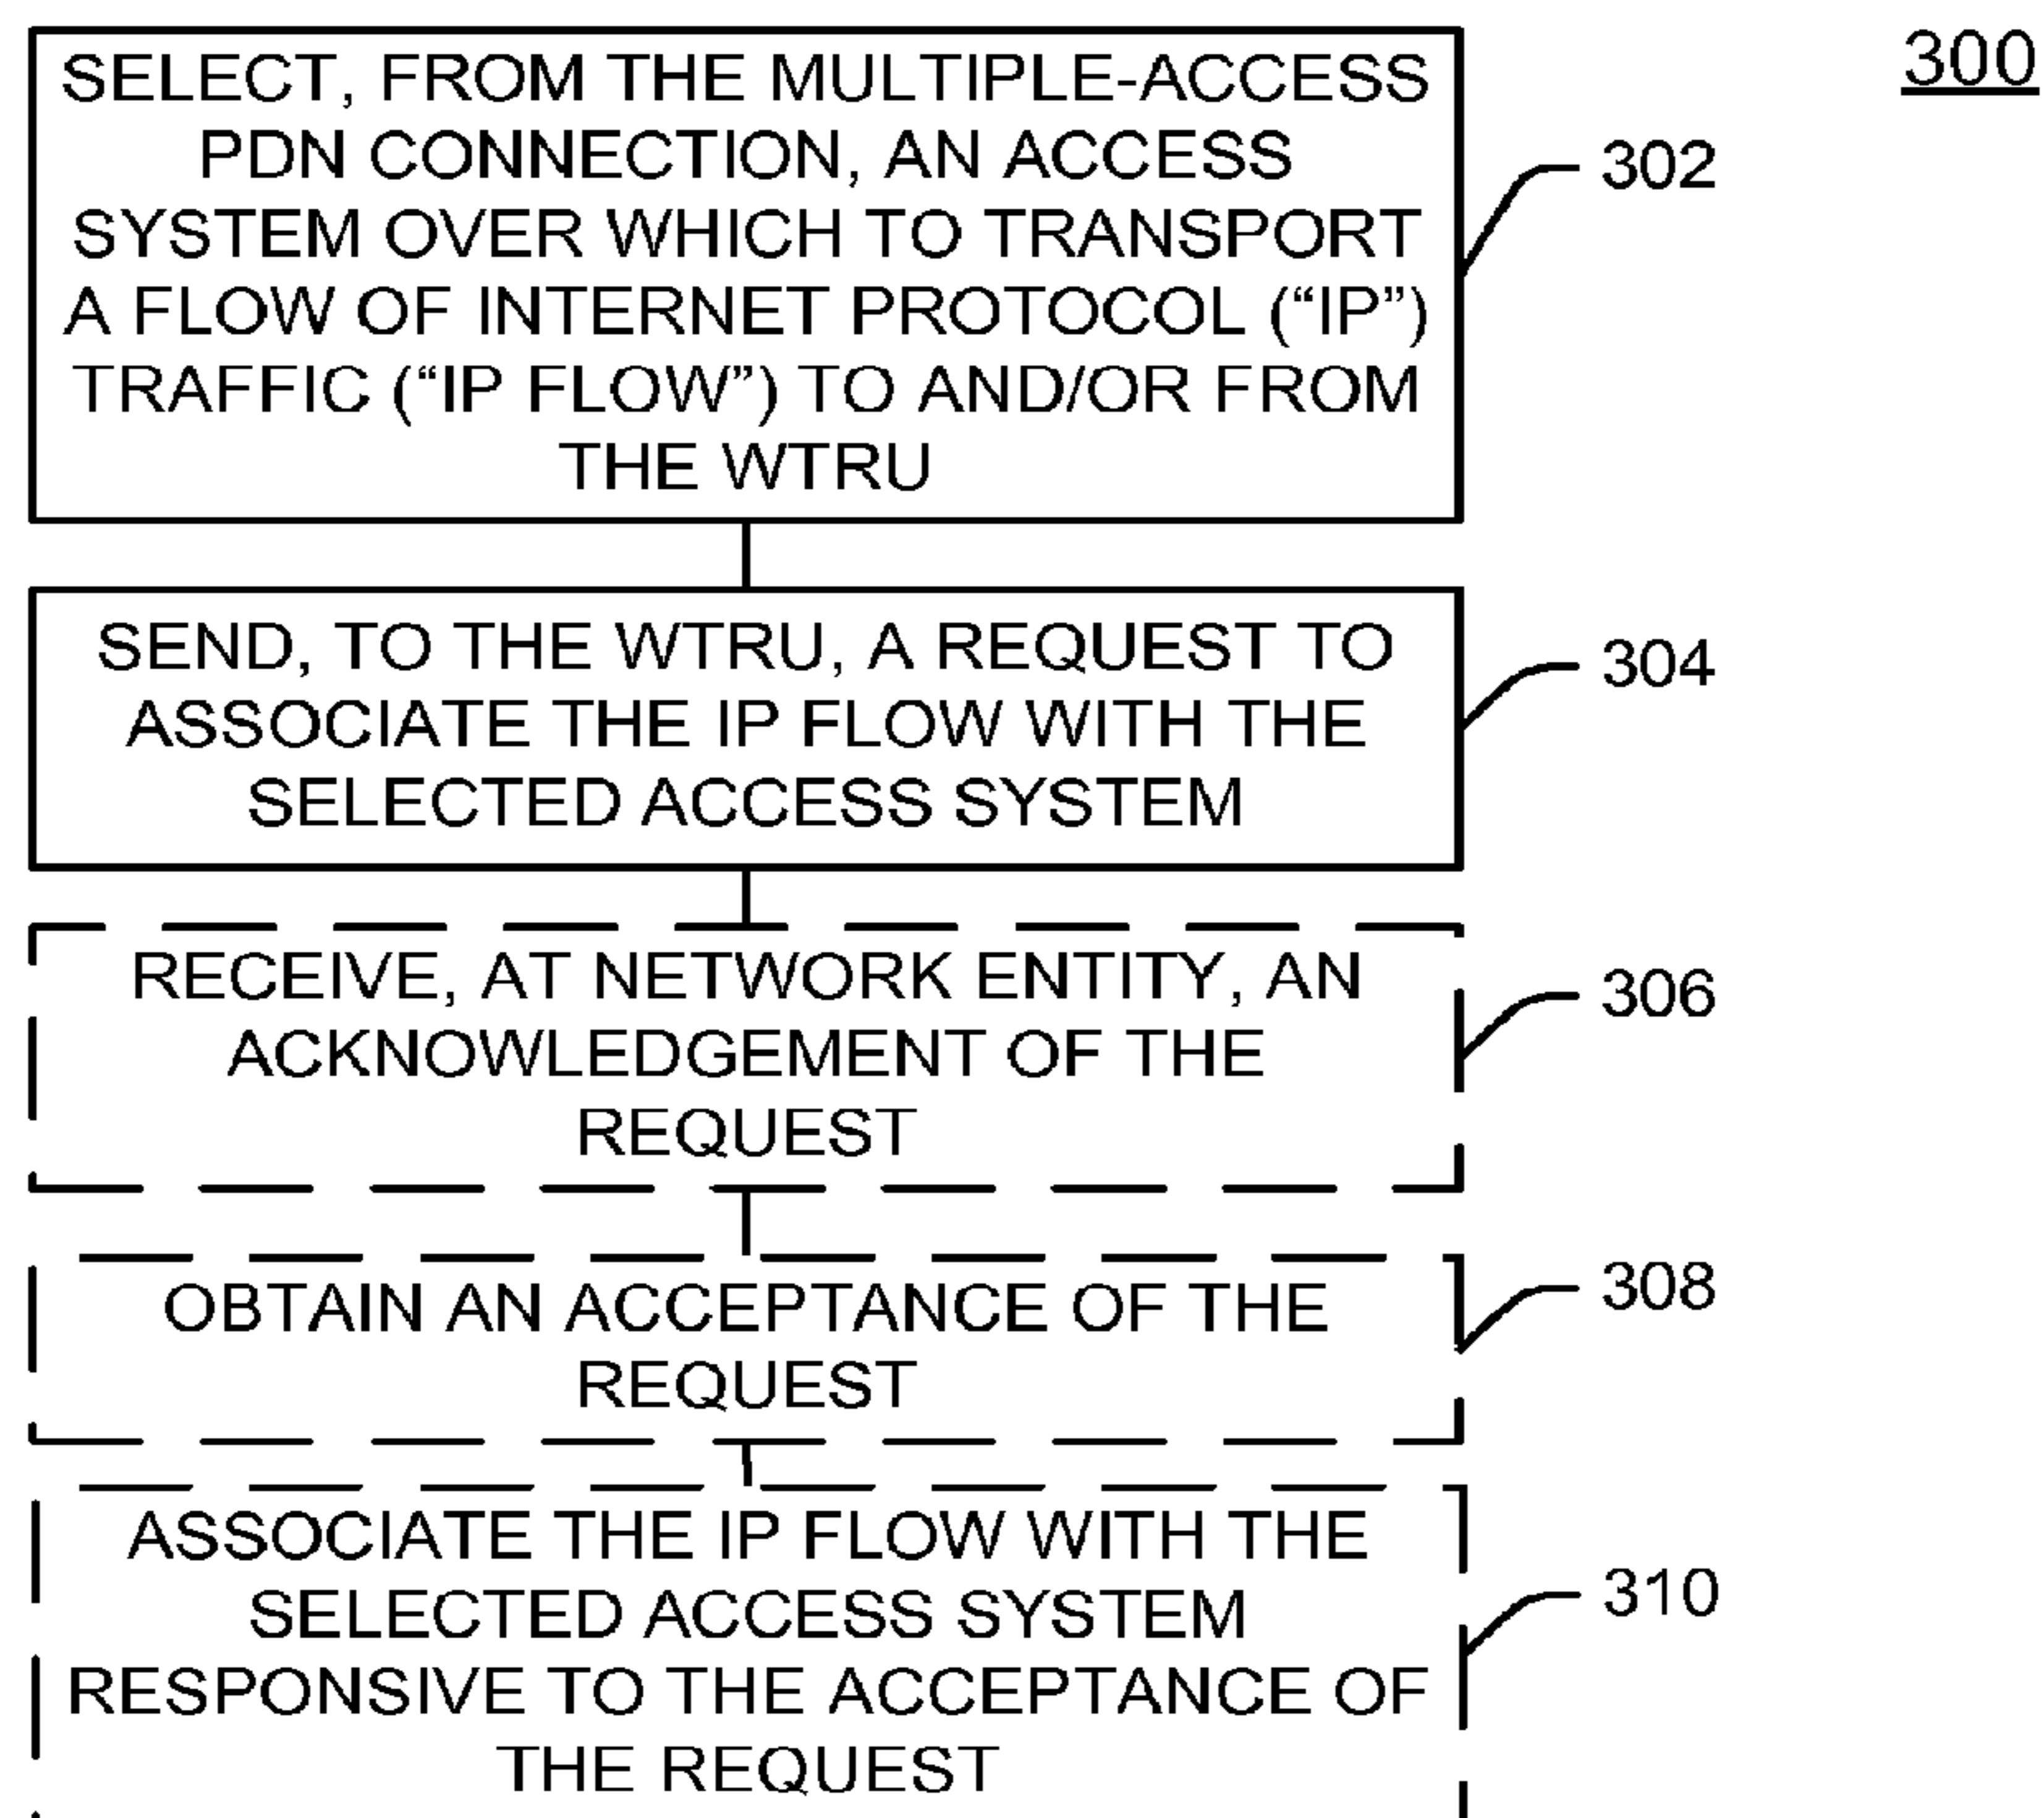 300
SELECT, FROM THE MULTIPLE-ACCESS
PDN CONNECTION, AN ACCESS
SYSTEM OVER WHICH TO TRANSPORT
A FLOW OF INTERNET PROTOCOL (“IP”)
TRAFFIC (“IP FLOW”) TO AND/OR FROM
THE WTRU
302
SEND, TO THE WTRU, A REQUEST TO
ASSOCIATE THE IP FLOW WITH THE
SELECTED ACCESS SYSTEM
304
RECEIVE, AT NETWORK ENTITY, AN
ACKNOWLEDGEMENT OF THE
REQUEST
306
OBTAIN AN ACCEPTANCE OF THE
REQUEST
308
ASSOCIATE THE IP FLOW WITH THE
SELECTED ACCESS SYSTEM
RESPONSIVE TO THE ACCEPTANCE OF
THE REQUEST
310